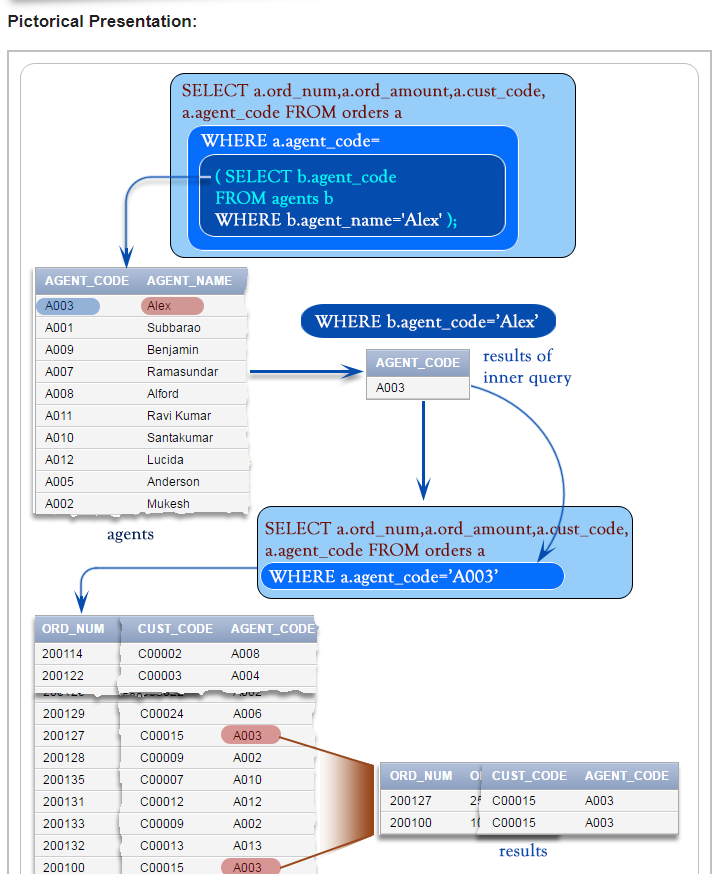 Pictorical Presentation:
SELECT a.ord_num,a.ord_amount,a.cust_code,
a.agent_code FROM orders a
WHERE a.agent_code=
( SELECT b.agent_code
FROM agents b
WHERE b.agent_name='Alex' );
AGENT_CODE AGENT_NAME
A003 Alex
A001 Subbarao
A009 Benjamin
A007 Ramasundar
A008 Alford
A011 Ravi Kumar
A010 Santakumar
A012 Lucida
A005 Anderson
A002 Mukesh
agents
WHERE b.agent_code=’Alex’
AGENT_CODE
A003
results of
inner query
SELECT a.ord_num,a.ord_amount,a.cust_code,
a.agent_code FROM orders a
WHERE a.agent_code=’A003’
ORD_NUM CUST_CODE AGENT_CODE
200114 C00002 A008
200122 C00003 A004
200129 C00024 A006
200127 C00015 A003
200128 C00009 A002
200135 C00007 A010
200131 C00012 A012
200133 C00009 A002
200132 C00013 A013
200100 C00015 A003
ORD_NUM CUST_CODE AGENT_CODE
200127 C00015 A003
200100 C00015 A003
results